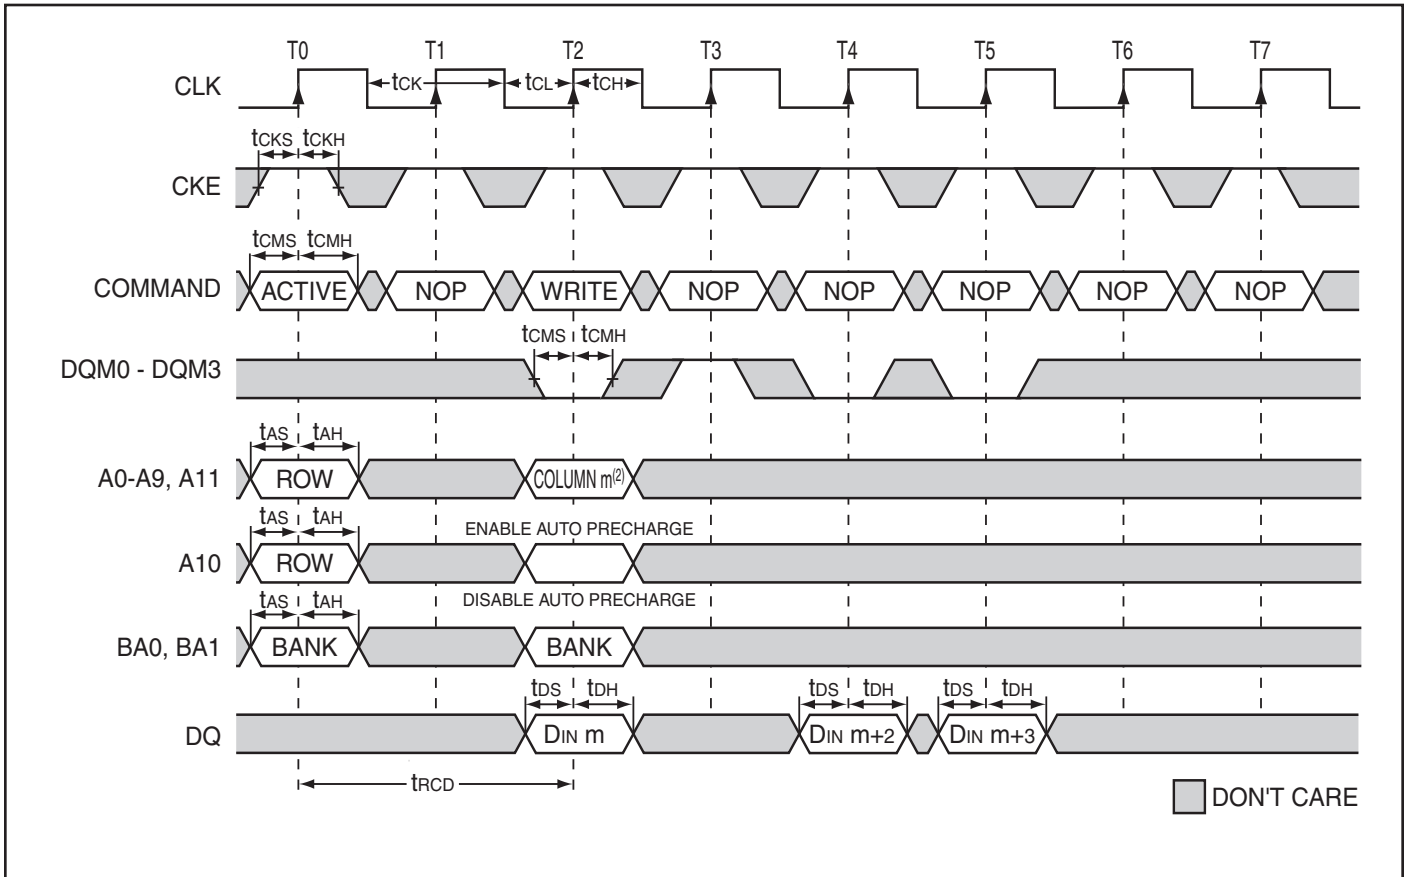 T0 T1 T2 T3 T4 T5 T6 T7
CLK tCK tCL tCH
tCKS tCKH
CKE
tCMS tCMH
COMMAND ACTIVE NOP WRITE NOP NOP NOP NOP NOP
tCMS tCMH
DQM0 - DQM3
tAS tAH
A0-A9, A11 ROW COLUMN m(2)
tAS tAH ENABLE AUTO PRECHARGE
A10 ROW
tAS tAH DISABLE AUTO PRECHARGE
BA0, BA1 BANK BANK
tDS tDH tDS tDH tDS tDH
DQ DIN m DIN m+2 DIN m+3
tRCD
DON'T CARE